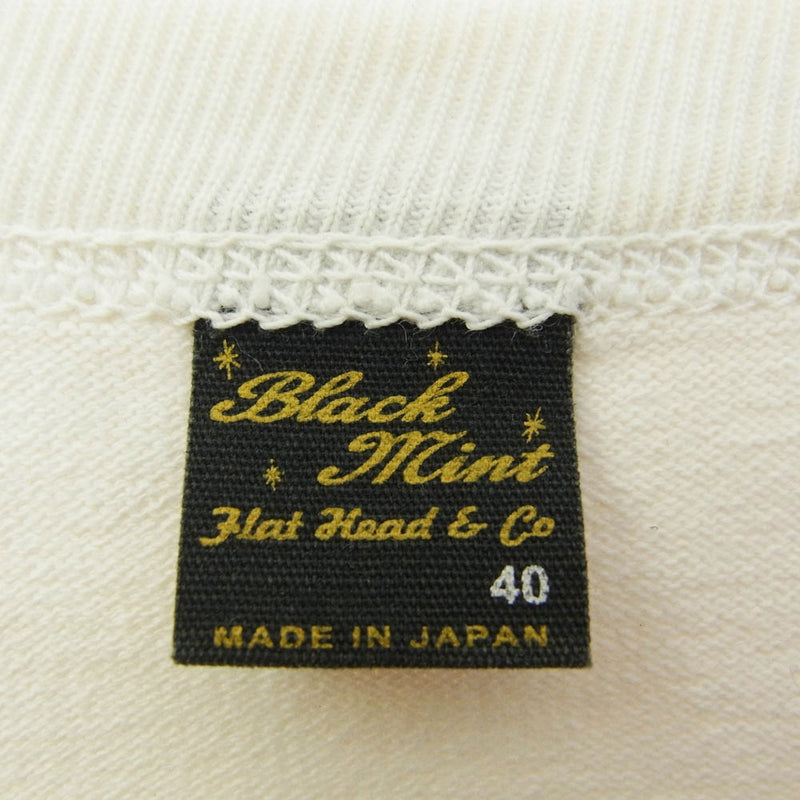 Black
Mint
Flat Head & Co
40
MADE IN JAPAN